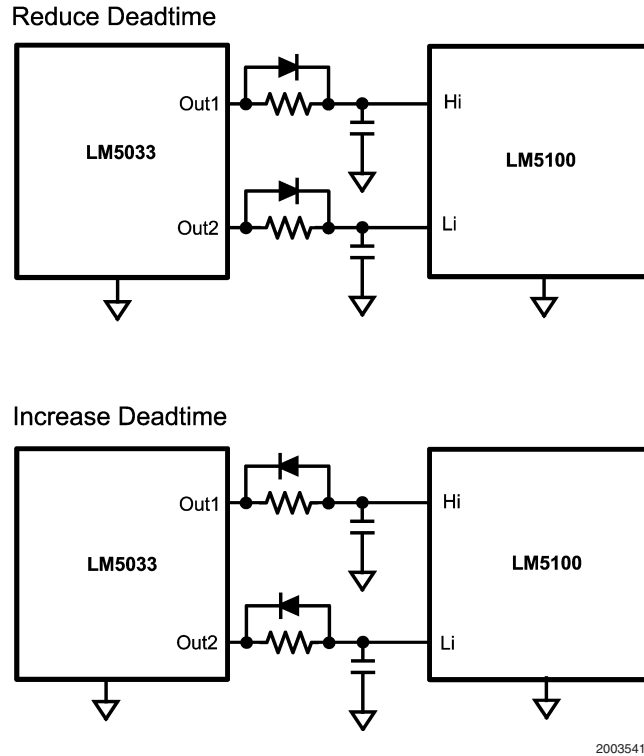 Reduce Deadtime
Out1
Hi
LM5033
LM5100
Out2
Li
Increase Deadtime
Out1
Hi
LM5033
LM5100
Out2
Li
2003541